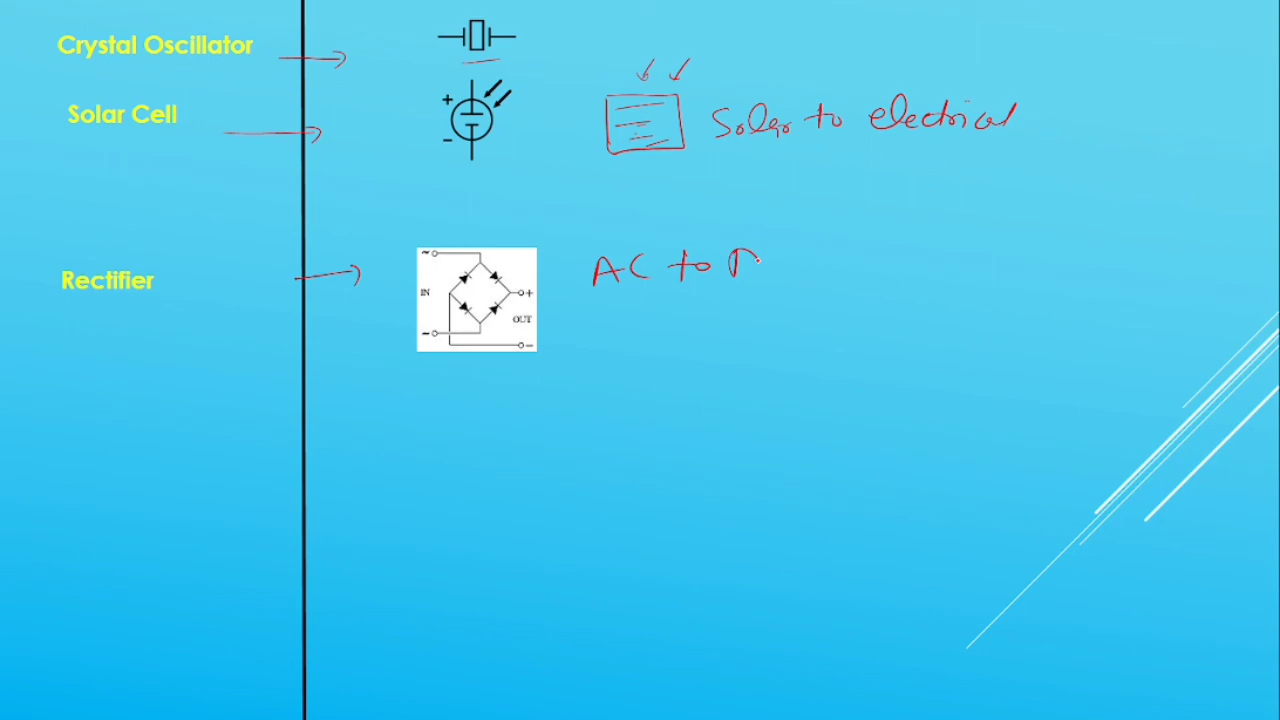 Crystal Oscillator
Solar Cell
+
-
Solar to electrical
Rectifier
~
IN
+
OUT
~
-
AC to